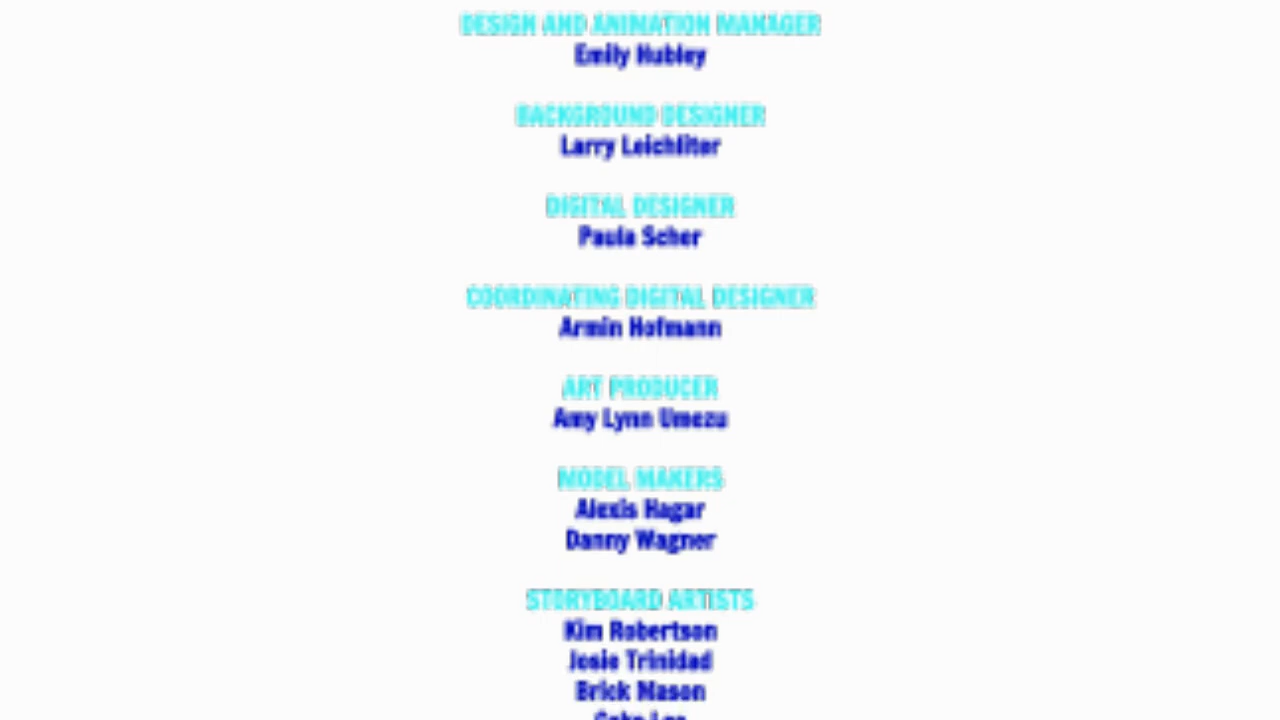 DESIGN AND ANIMATION MANAGER
Emily Hubley
BACKGROUND DESIGNER
Larry Leichliter
DIGITAL DESIGNER
Paula Scher
COORDINATING DIGITAL DESIGNER
Armin Hofmann
ART PRODUCER
Amy Lynn Umezu
MODEL MAKERS
Alexis Hagar
Danny Wagner
STORYBOARD ARTISTS
Kim Robertson
Josie Trinidad
Brick Mason